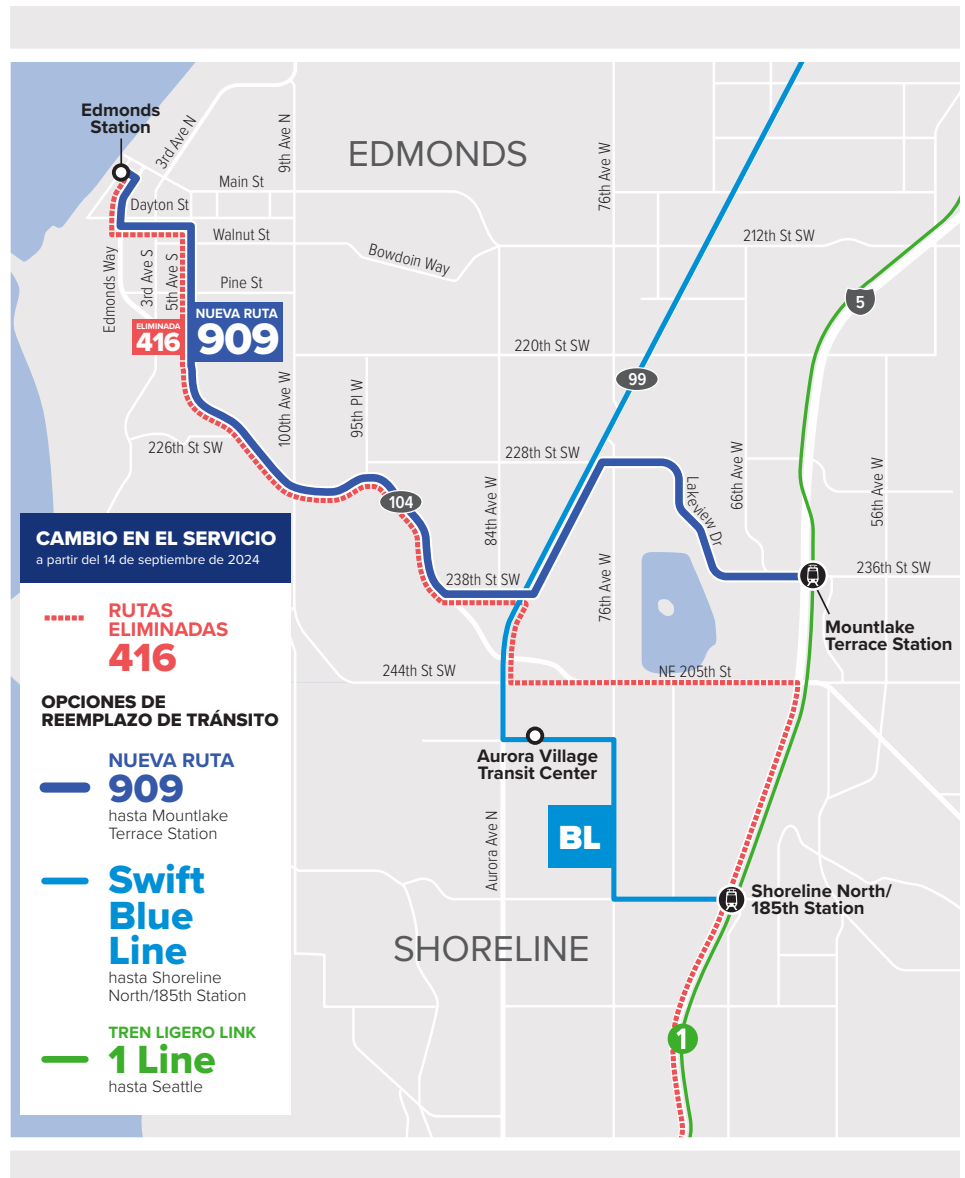 Edmonds
Station
3rd Ave N
9th Ave N
EDMONDS
76th Ave W
Main St
Dayton St
Walnut St
Bowdoin Way
212th St SW
Edmonds Way
3rd Ave S
5th Ave S
Pine St
5
ELIMINADA
416
NUEVA RUTA
909
220th St SW
99
100th Ave W
95th Pl W
226th St SW
228th St SW
104
84th Ave W
Lakeview Dr
66th Ave W
56th Ave W
238th St SW
76th Ave W
236th St SW
Mountlake
Terrace Station
244th St SW
NE 205th St
Aurora Village
Transit Center
BL
Aurora Ave N
Shoreline North/
185th Station
SHORELINE
1
CAMBIO EN EL SERVICIO
a partir del 14 de septiembre de 2024
RUTAS
ELIMINADAS
416
OPCIONES DE
REEMPLAZO DE TRÁNSITO
NUEVA RUTA
909
hasta Mountlake
Terrace Station
Swift
Blue
Line
hasta Shoreline
North/185th Station
TREN LIGERO LINK
1 Line
hasta Seattle